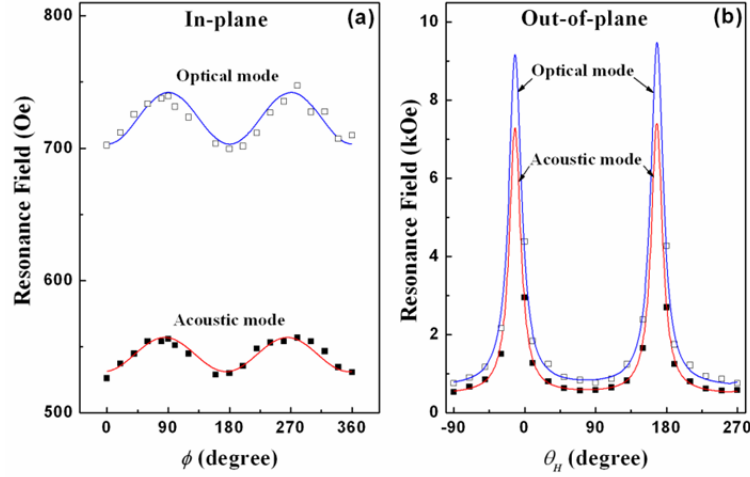 In-plane (a)
800
700
600
500
Resonance Field (Oe)
Optical mode
Acoustic mode
0 90 180 270 360
ϕ (degree)
Out-of-plane (b)
10
8
6
4
2
0
Resonance Field (kOe)
Optical mode
Acoustic mode
-90 0 90 180 270
θ_H (degree)